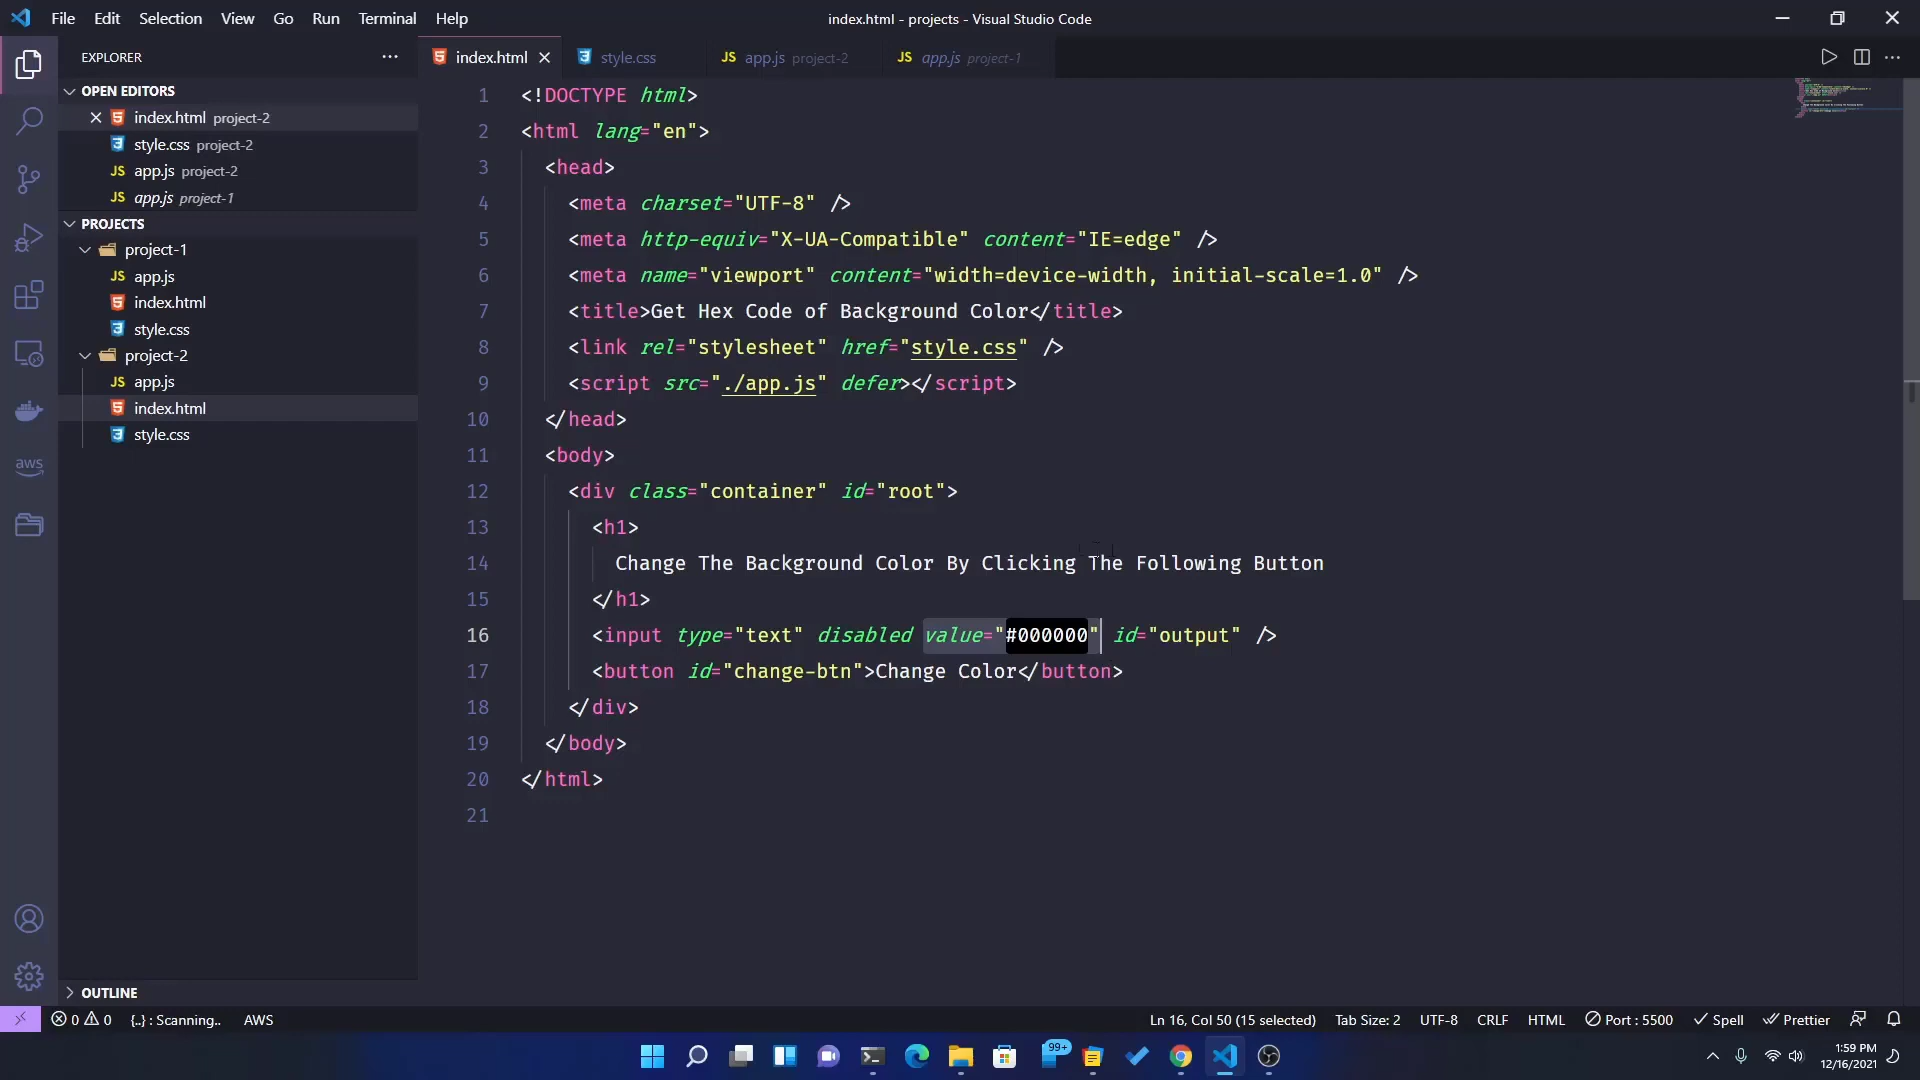 File Edit Selection View Go Run Terminal Help
index.html - projects - Visual Studio Code
EXPLORER
index.html
style.css
JS app.js project-2
JS app.js project-1
OPEN EDITORS
index.html project-2
style.css project-2
JS app.js project-2
JS app.js project-1
PROJECTS
project-1
JS app.js
index.html
style.css
project-2
JS app.js
index.html
style.css
aws
OUTLINE
1 <!DOCTYPE html>
2 <html lang="en">
3 <head>
4 <meta charset="UTF-8" />
5 <meta http-equiv="X-UA-Compatible" content="IE=edge" />
6 <meta name="viewport" content="width=device-width, initial-scale=1.0" />
7 <title>Get Hex Code of Background Color</title>
8 <link rel="stylesheet" href="style.css" />
9 <script src="./app.js" defer></script>
10 </head>
11 <body>
12 <div class="container" id="root">
13 <h1>
14 Change The Background Color By Clicking The Following Button
15 </h1>
16 <input type="text" disabled value="#000000" id="output" />
17 <button id="change-btn">Change Color</button>
18 </div>
19 </body>
20 </html>
21
0 0 {..} : Scanning.. AWS
Ln 16, Col 50 (15 selected) Tab Size: 2 UTF-8 CRLF HTML Port : 5500 Spell Prettier
99+
1:59 PM
12/16/2021